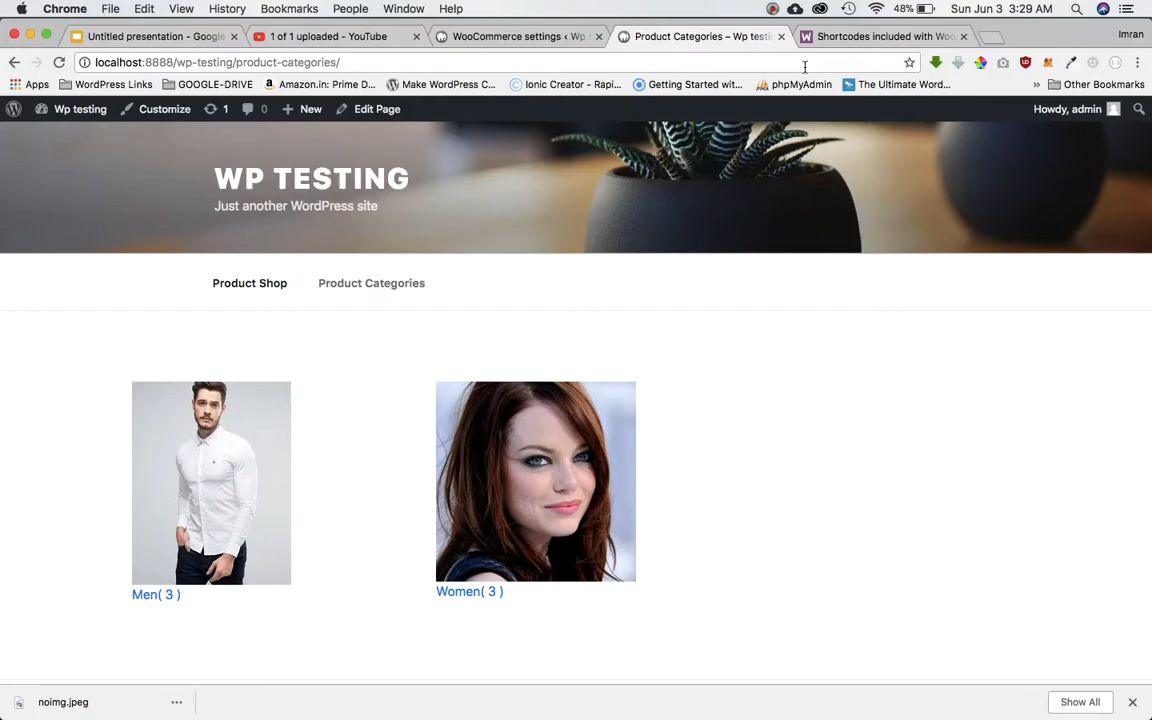 Chrome File Edit View History Bookmarks People Window Help 48% Sun Jun 3 3:29 AM
Untitled presentation - Google 1 of 1 uploaded - YouTube WooCommerce settings ‹ Wp t Product Categories – Wp testin Shortcodes included with Woo Imran
localhost:8888/wp-testing/product-categories/
Apps WordPress Links GOOGLE-DRIVE Amazon.in: Prime D... Make WordPress C... Ionic Creator - Rapi... Getting Started wit... phpMyAdmin The Ultimate Word... » Other Bookmarks
Wp testing Customize 1 0 New Edit Page Howdy, admin
WP TESTING
Just another WordPress site
Product Shop Product Categories
Men( 3 )
Women( 3 )
noimg.jpeg Show All